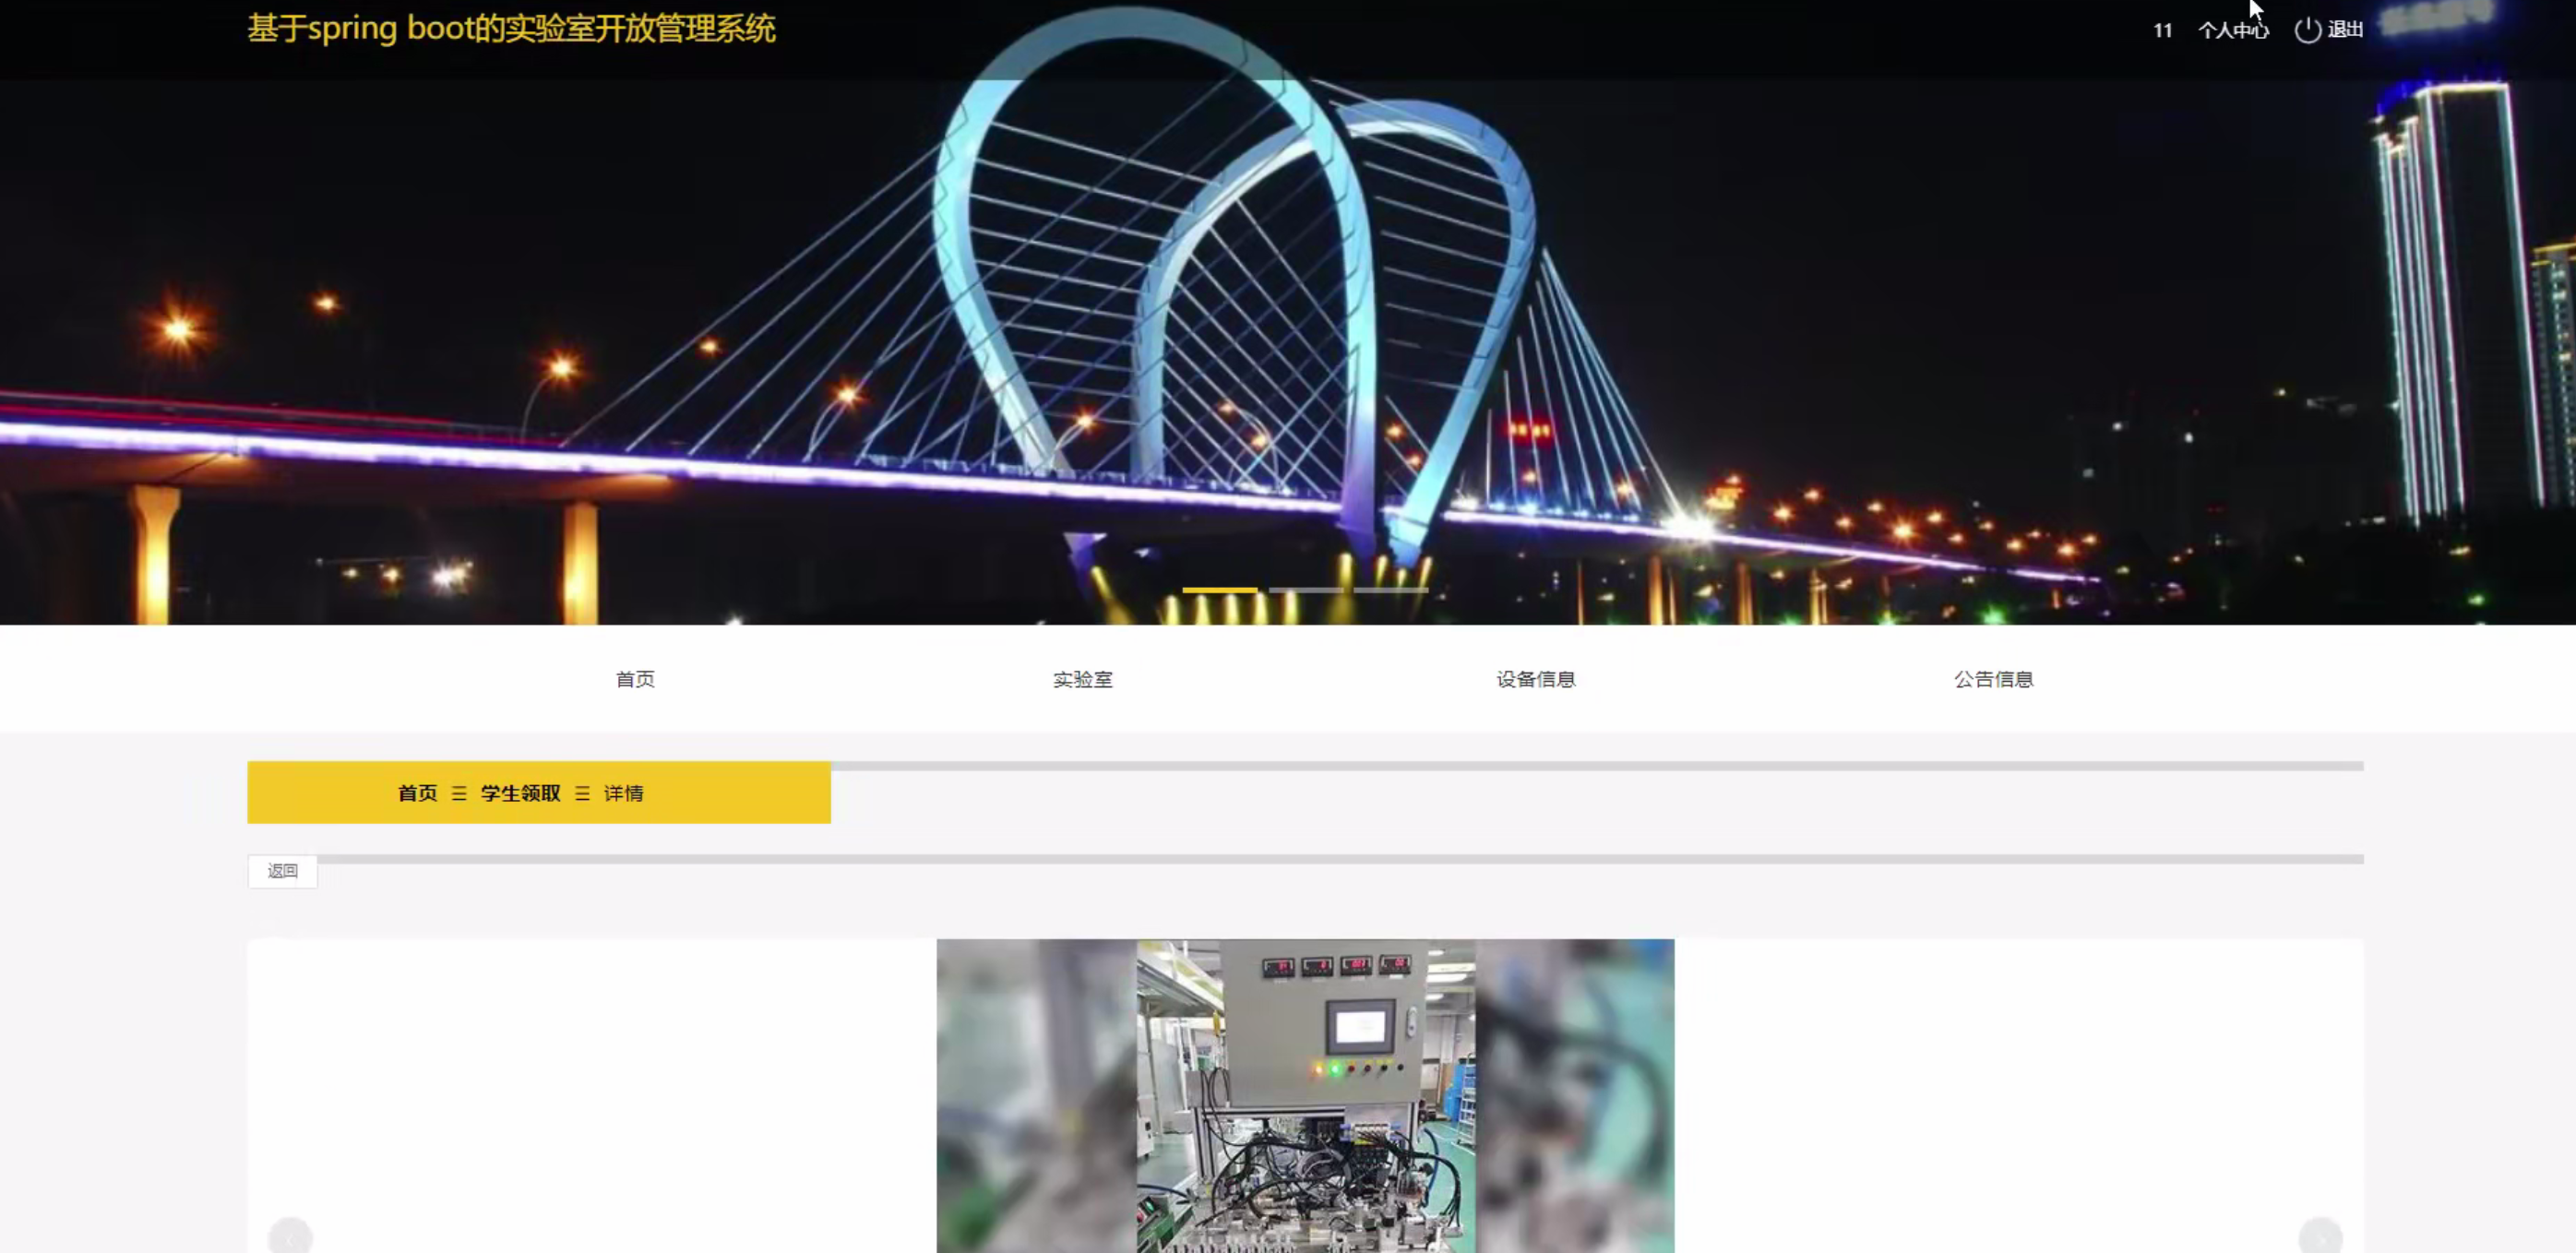 基于spring boot的实验室开放管理系统
11 个人中心 退出
首页 实验室 设备信息 公告信息
首页 ☰ 学生领取 ☰ 详情
返回